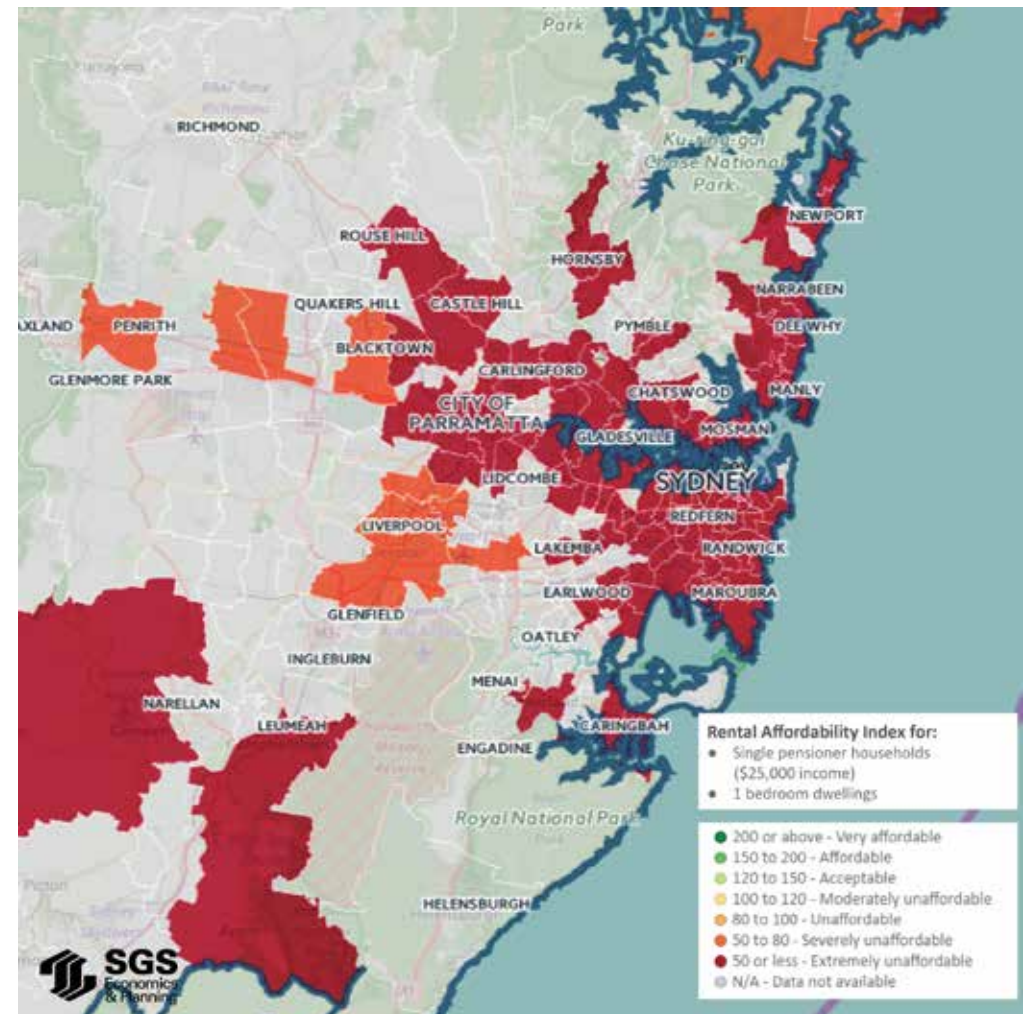 Park
RICHMOND
Ku-ring-gai
Chase National
Park
NEWPORT
ROUSE HILL
HORNSBY
NARRABEEN
QUAKERS HILL
CASTLE HILL
AXLAND
PENRITH
PYMBLE
DEE WHY
BLACKTOWN
GLENMORE PARK
CARLINGFORD
CHATSWOOD
MANLY
CITY OF
PARRAMATTA
GLADESVILLE
MOSMAN
LIDCOMBE
SYDNEY
REDFERN
LIVERPOOL
LAKEMBA
RANDWICK
EARLWOOD
MAROUBRA
GLENFIELD
OATLEY
INGLEBURN
MENAI
NARELLAN
LEUMEAH
CARINGBAH
ENGADINE
Rental Affordability Index for:
• Single pensioner households
($25,000 income)
• 1 bedroom dwellings
Royal National Park
200 or above - Very affordable
150 to 200 - Affordable
120 to 150 - Acceptable
100 to 120 - Moderately unaffordable
80 to 100 - Unaffordable
50 to 80 - Severely unaffordable
50 or less - Extremely unaffordable
N/A - Data not available
Picton
HELENSBURGH
SGS
Economics
& Planning